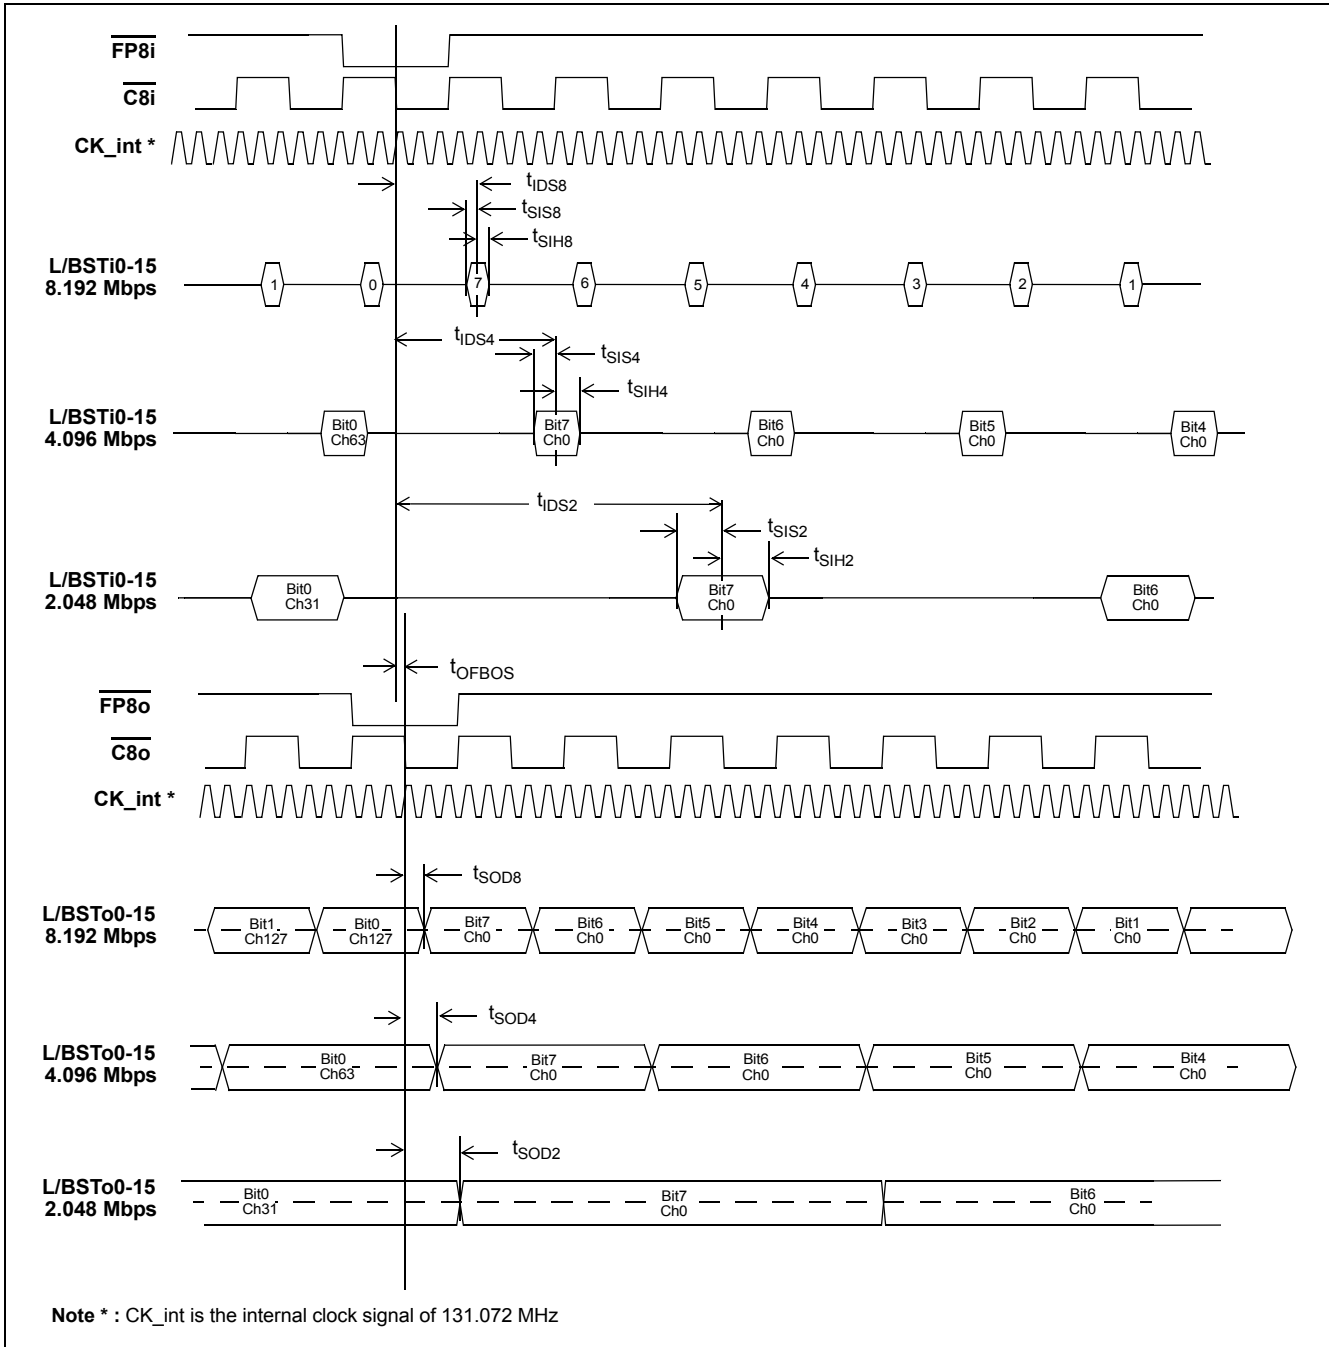 FP8i
C8i
CK_int *
tIDS8
tSIS8
tSIH8
L/BSTi0-15
8.192 Mbps
1 0 7 6 5 4 3 2 1
tIDS4
tSIS4
tSIH4
L/BSTi0-15
4.096 Mbps
Bit0 Bit7 Bit6 Bit5 Bit4
Ch63 Ch0 Ch0 Ch0 Ch0
tIDS2
tSIS2
tSIH2
L/BSTi0-15
2.048 Mbps
Bit0 Bit7 Bit6
Ch31 Ch0 Ch0
tOFBOS
FP8o
C8o
CK_int *
tSOD8
L/BSTo0-15
8.192 Mbps
Bit1 Bit0 Bit7 Bit6 Bit5 Bit4 Bit3 Bit2 Bit1
Ch127 Ch127 Ch0 Ch0 Ch0 Ch0 Ch0 Ch0 Ch0
tSOD4
L/BSTo0-15
4.096 Mbps
Bit0 Bit7 Bit6 Bit5 Bit4
Ch63 Ch0 Ch0 Ch0 Ch0
tSOD2
L/BSTo0-15
2.048 Mbps
Bit0 Bit7 Bit6
Ch31 Ch0 Ch0
Note * : CK_int is the internal clock signal of 131.072 MHz